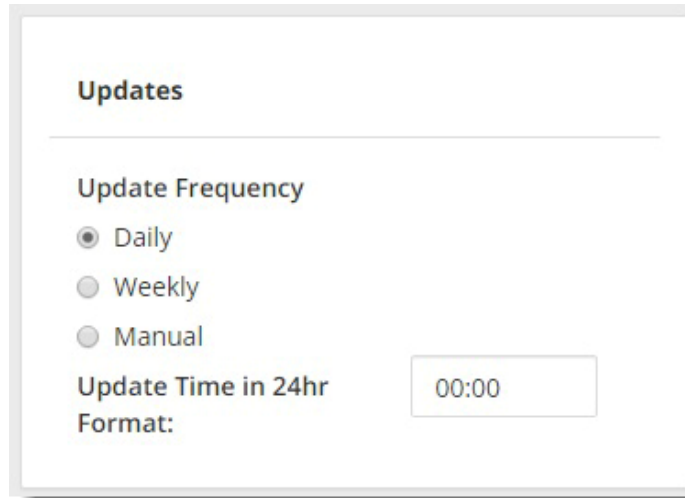 Updates
Update Frequency
Daily
Weekly
Manual
Update Time in 24hr
Format:
00:00